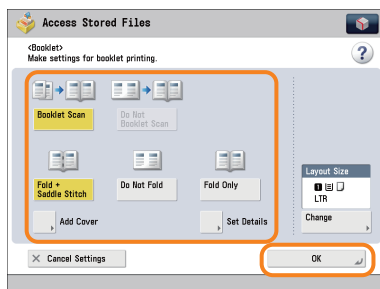 Access Stored Files
<Booklet>
Make settings for booklet printing.
?
Booklet Scan
Do Not
Booklet Scan
Fold +
Saddle Stitch
Do Not Fold
Fold Only
Add Cover
Set Details
Layout Size
1
LTR
Change
× Cancel Settings
OK